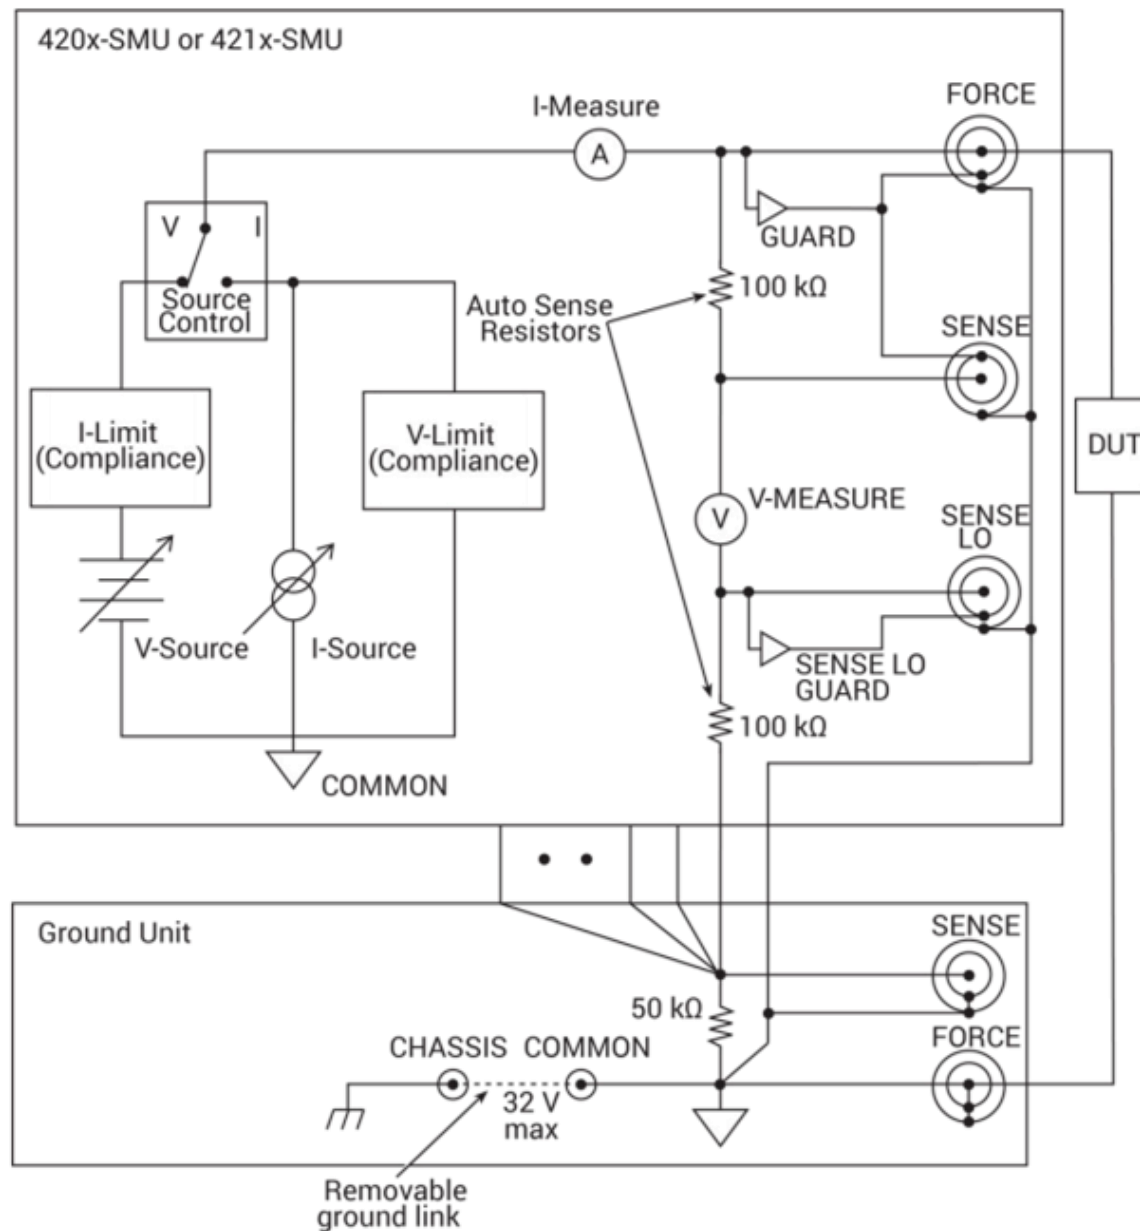 420x-SMU or 421x-SMU
I-Measure
FORCE
A
V
I
GUARD
Source
Control
Auto Sense
Resistors
100 kΩ
SENSE
I-Limit
(Compliance)
V-Limit
(Compliance)
DUT
V
V-MEASURE
SENSE
LO
V-Source
I-Source
SENSE LO
GUARD
100 kΩ
COMMON
Ground Unit
SENSE
50 kΩ
FORCE
CHASSIS
COMMON
32 V
max
Removable
ground link